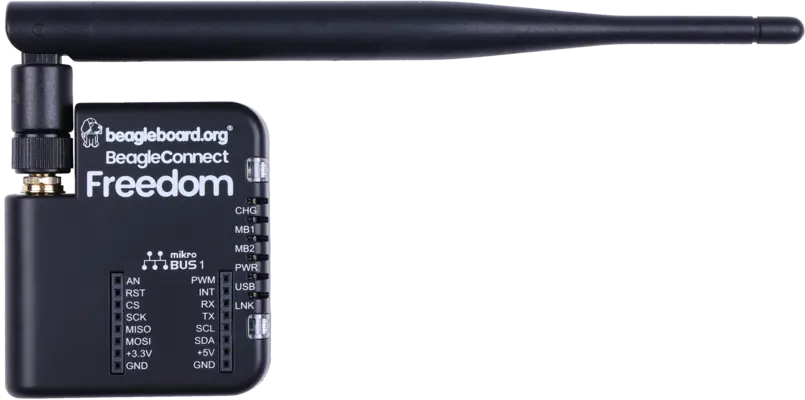 beagleboard.org®
BeagleConnect
Freedom
CHG
MB1
MB2
PWR
USB
LNK
mikro
BUS 1
AN PWM
RST INT
CS RX
SCK TX
MISO SCL
MOSI SDA
+3.3V +5V
GND GND